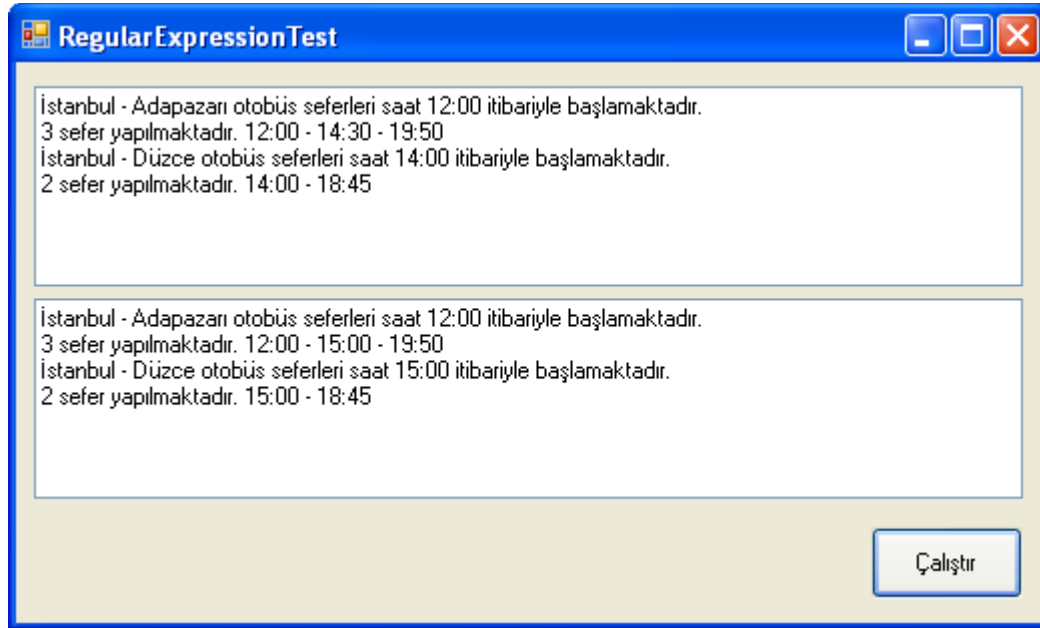 RegularExpressionTest
İstanbul - Adapazarı otobüs seferleri saat 12:00 itibariyle başlamaktadır.
3 sefer yapılmaktadır. 12:00 - 14:30 - 19:50
İstanbul - Düzce otobüs seferleri saat 14:00 itibariyle başlamaktadır.
2 sefer yapılmaktadır. 14:00 - 18:45
İstanbul - Adapazarı otobüs seferleri saat 12:00 itibariyle başlamaktadır.
3 sefer yapılmaktadır. 12:00 - 15:00 - 19:50
İstanbul - Düzce otobüs seferleri saat 15:00 itibariyle başlamaktadır.
2 sefer yapılmaktadır. 15:00 - 18:45
Çalıştır